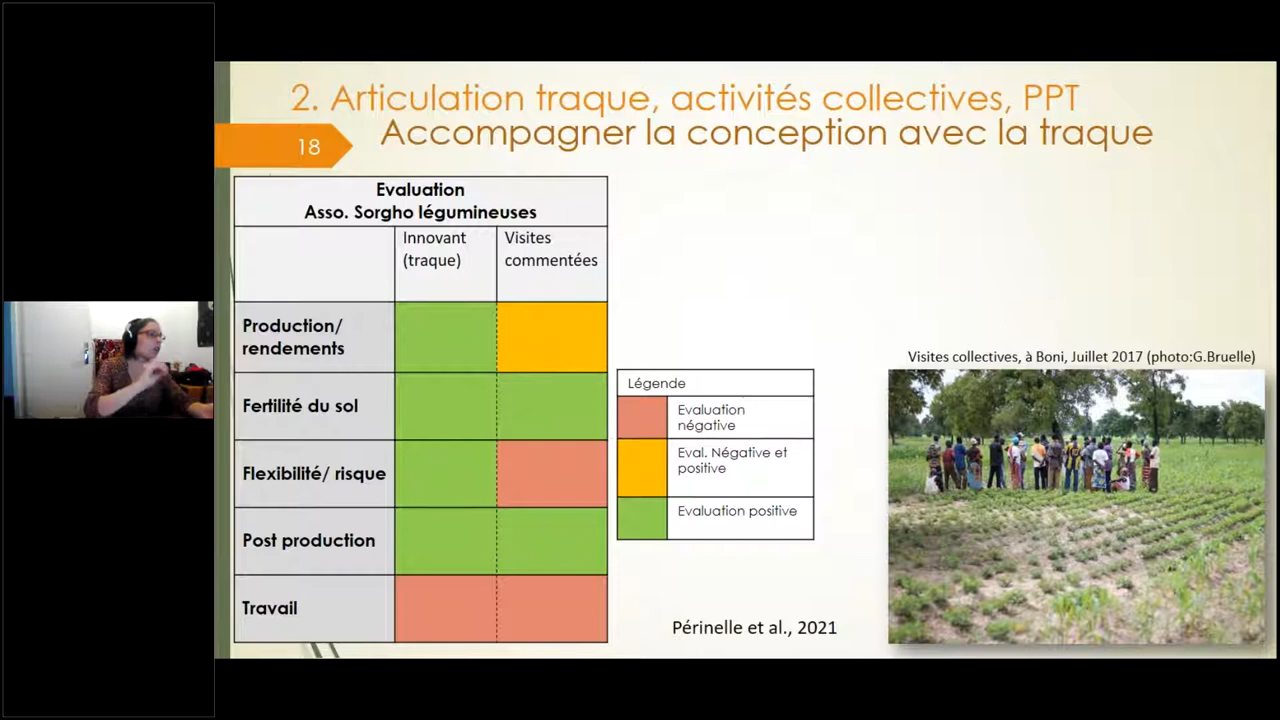 2. Articulation traque, activités collectives, PPT
Accompagner la conception avec la traque
18
Evaluation
Asso. Sorgho légumineuses
Innovant
(traque)
Visites
commentées
Production/
rendements
Fertilité du sol
Flexibilité/ risque
Post production
Travail
Légende
Evaluation
négative
Eval. Négative et
positive
Evaluation positive
Périnelle et al., 2021
Visites collectives, à Boni, Juillet 2017 (photo:G.Bruelle)